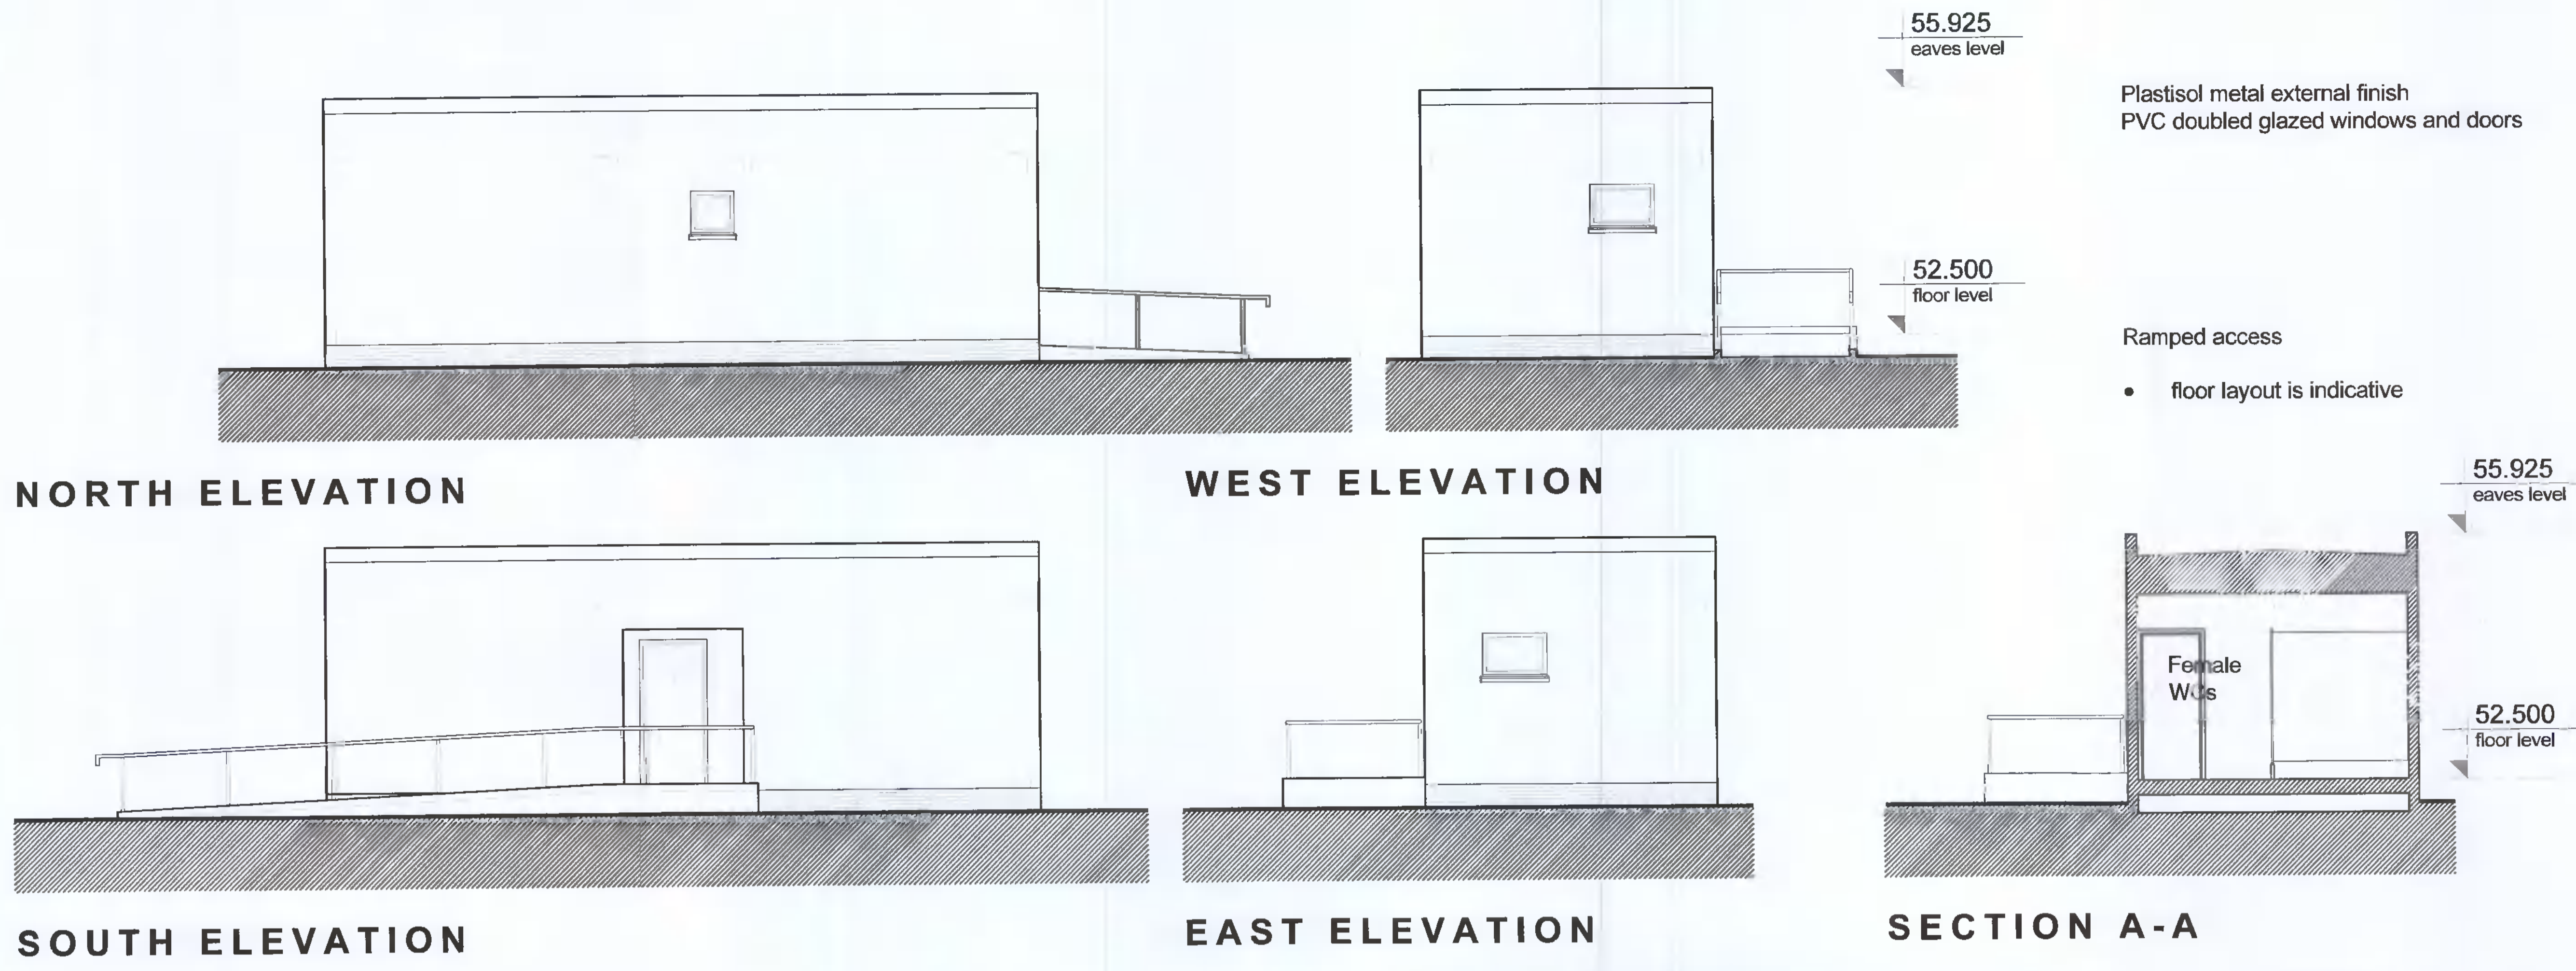 55.925
eaves level
Plastisol metal external finish
PVC doubled glazed windows and doors
52.500
floor level
Ramped access
• floor layout is indicative
NORTH ELEVATION
WEST ELEVATION
55.925
eaves level
Female
WCs
52.500
floor level
SOUTH ELEVATION
EAST ELEVATION
SECTION A-A